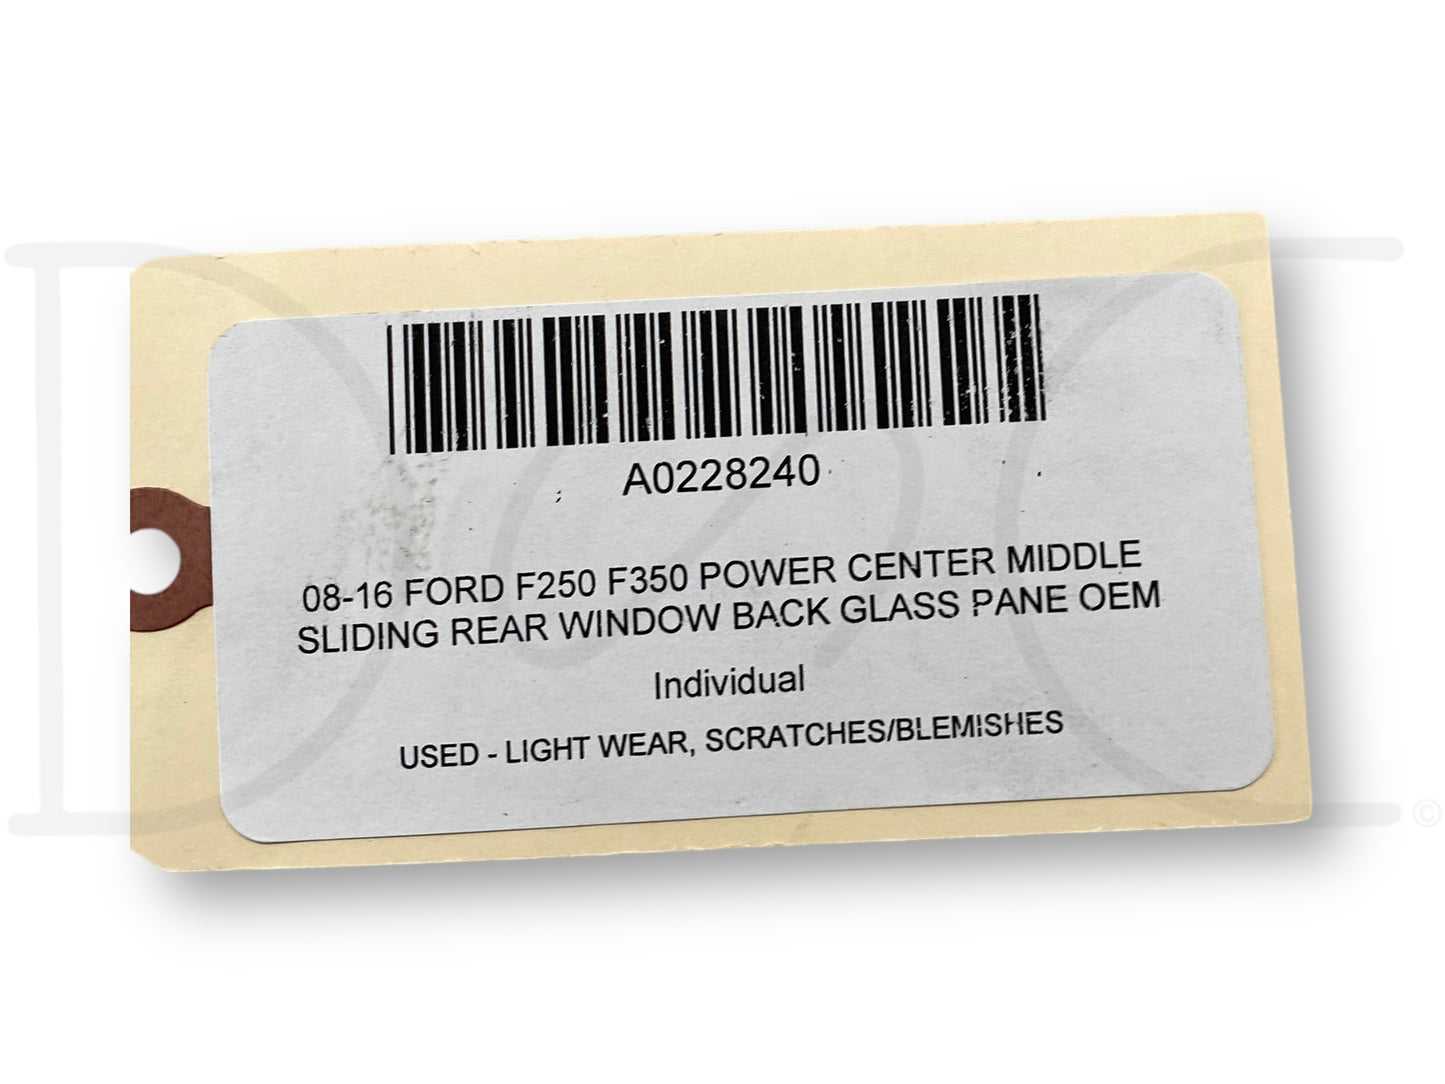 A0228240
08-16 FORD F250 F350 POWER CENTER MIDDLE
SLIDING REAR WINDOW BACK GLASS PANE OEM
Individual
USED - LIGHT WEAR, SCRATCHES/BLEMISHES
©